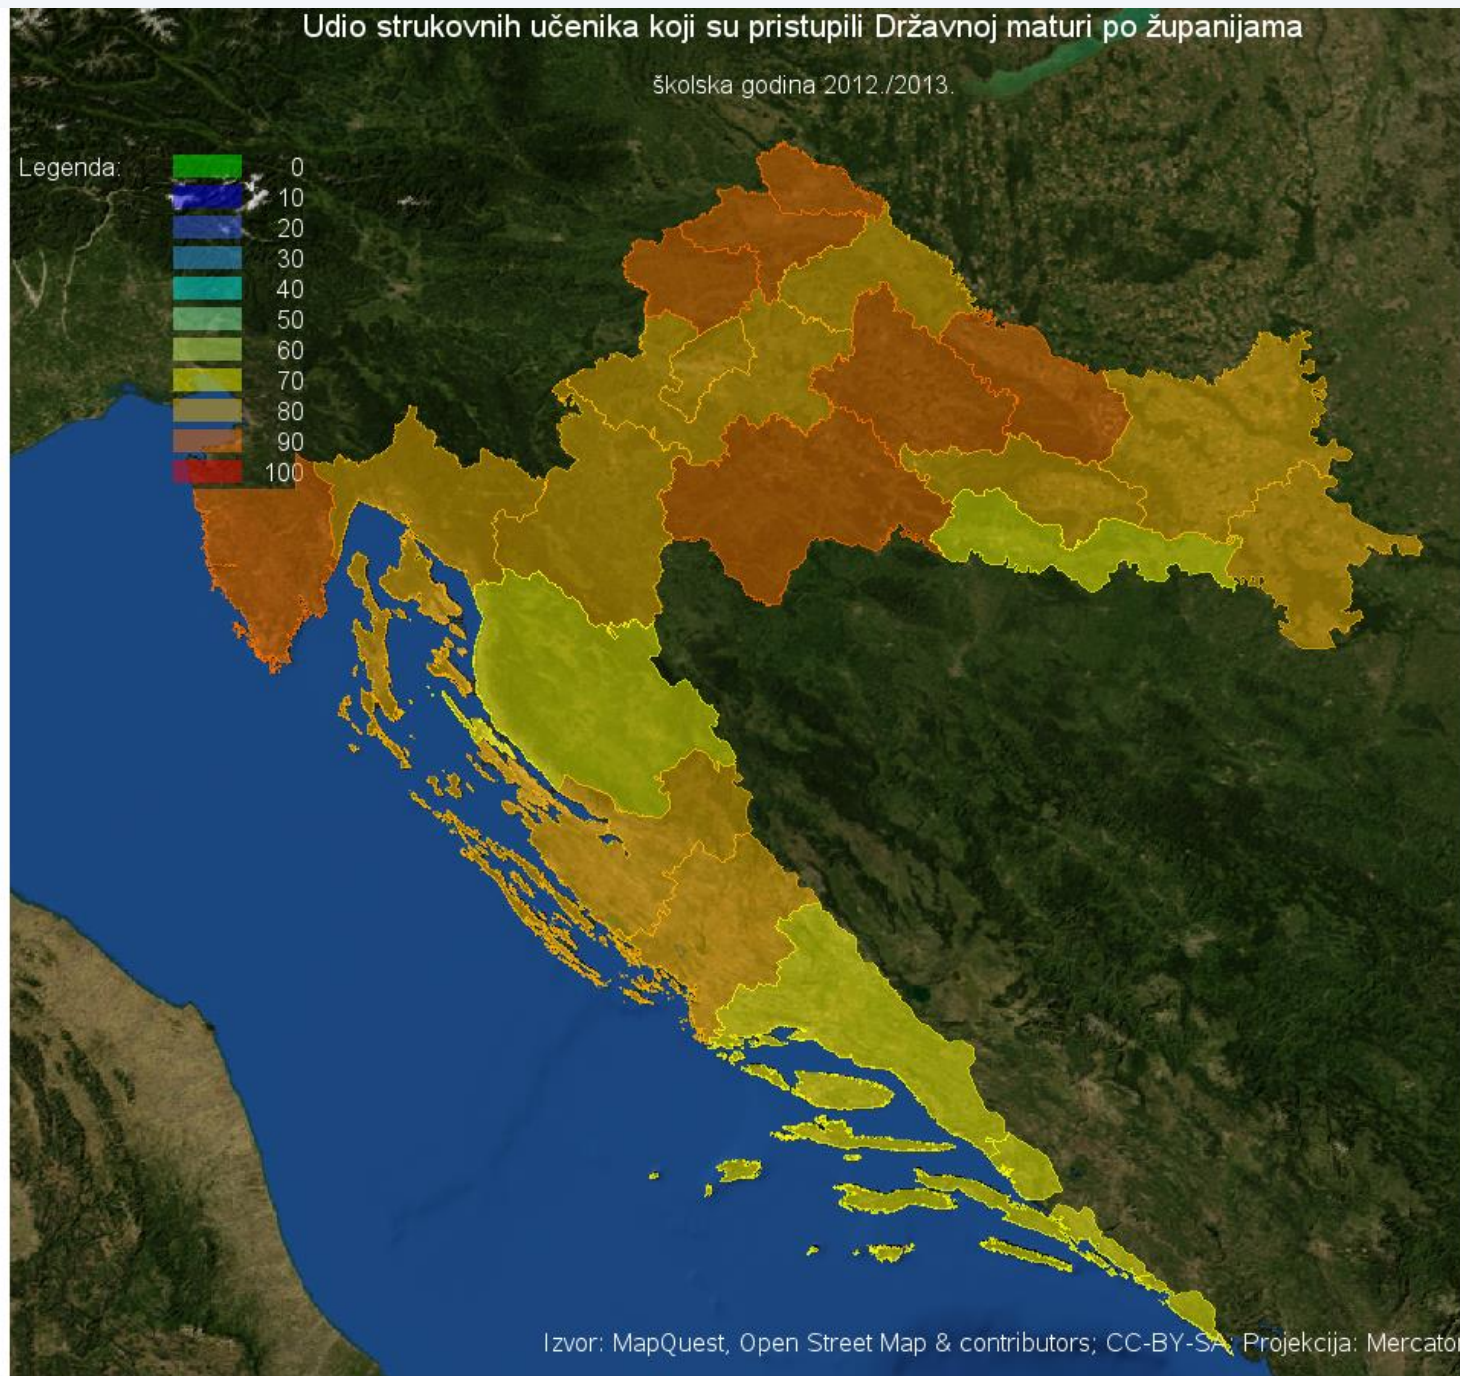 Udio strukovnih učenika koji su pristupili Državnoj maturi po županijama
školska godina 2012./2013.
Legenda:
0
10
20
30
40
50
60
70
80
90
100
Izvor: MapQuest, Open Street Map & contributors; CC-BY-SA; Projekcija: Mercator